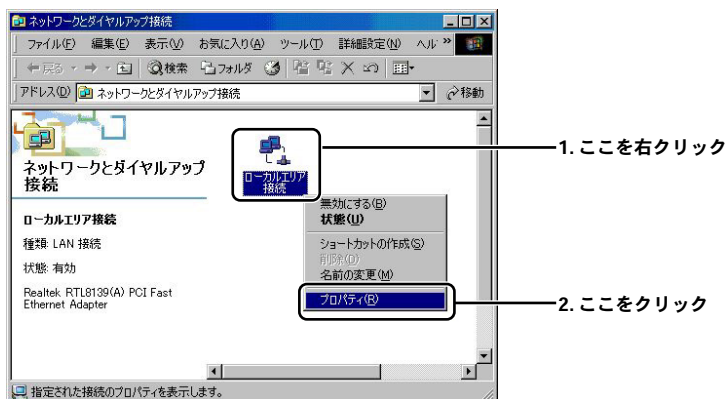 ネットワークとダイヤルアップ接続
ファイル(F) 編集(E) 表示(V) お気に入り(A) ツール(T) 詳細設定(N) ヘル »
戻る 検索 フォルダ
アドレス(D) ネットワークとダイヤルアップ接続 移動
ネットワークとダイヤルアップ
接続
ローカルエリア接続
種類: LAN 接続
状態: 有効
Realtek RTL8139(A) PCI Fast
Ethernet Adapter
ローカルエリア
接続
無効にする(B)
状態(U)
ショートカットの作成(S)
削除(D)
名前の変更(M)
プロパティ(R)
1. ここを右クリック
2. ここをクリック
指定された接続のプロパティを表示します。